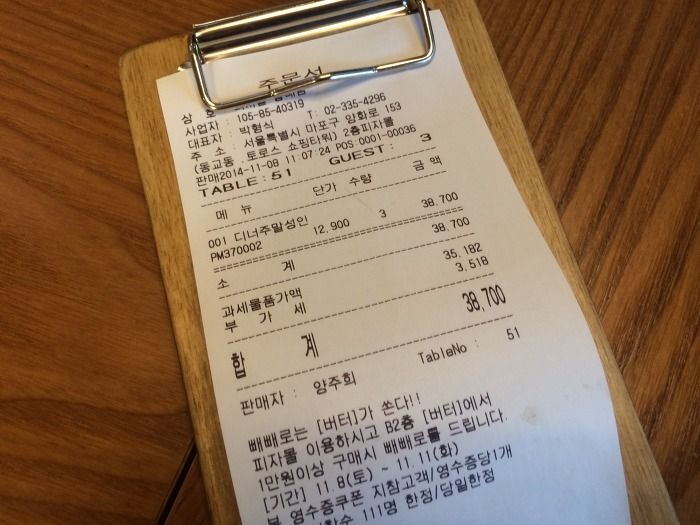 주문서
상 호 :
사업자 : 105-85-40319
대표자 : 박형식 T: 02-335-4296
주 소 : 서울특별시 마포구 양화로 153
(동교동 . 토로스 쇼핑타워) 2층피자몰
판매2014-11-08 11:07:24 POS:0001-00036
TABLE:51 GUEST: 3
메 뉴 단가 수량 금 액
001 디너주말성인
PM370002 12,900 3 38,700
소 계 38,700
과세물품가액 35,182
부 가 세 3,518
합 계 38,700
판매자 : 양주희 TableNo : 51
빼빼로는 [버터]가 쏜다!!
피자몰 이용하시고 B2층 [버터]에서
1만원이상 구매시 빼빼로를 드립니다.
[기간] 11.8(토) ~ 11.11(화)
본 영수증쿠폰 지참고객/영수증당1개
111명 한정/당일한정